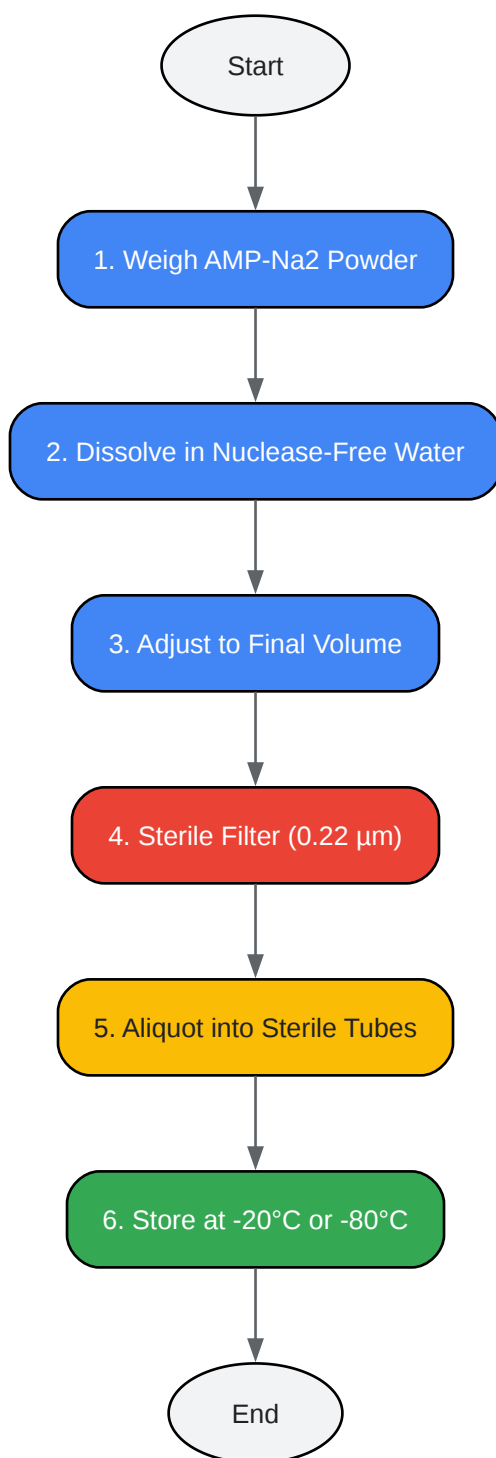 Start
1. Weigh AMP-Na2 Powder
2. Dissolve in Nuclease-Free Water
3. Adjust to Final Volume
4. Sterile Filter (0.22 µm)
5. Aliquot into Sterile Tubes
6. Store at -20°C or -80°C
End